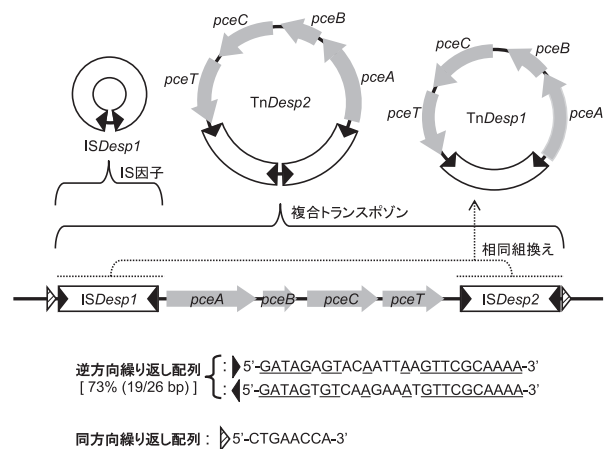 pceC
pceB
pceT
pceA
TnDesp2
pceC
pceB
pceT
pceA
TnDesp1
ISDesp1
IS因子
複合トランスポゾン
相同組換え
ISDesp1
pceA
pceB
pceC
pceT
ISDesp2
逆方向繰り返し配列
[ 73% (19/26 bp) ]
: 5'-GATAGAGTACAATTAAGTTCGCAAAA-3'
: 5'-GATAGTGTACAAGAAATGTTCGCAAAA-3'
同方向繰り返し配列 : 5'-CTGAACCA-3'